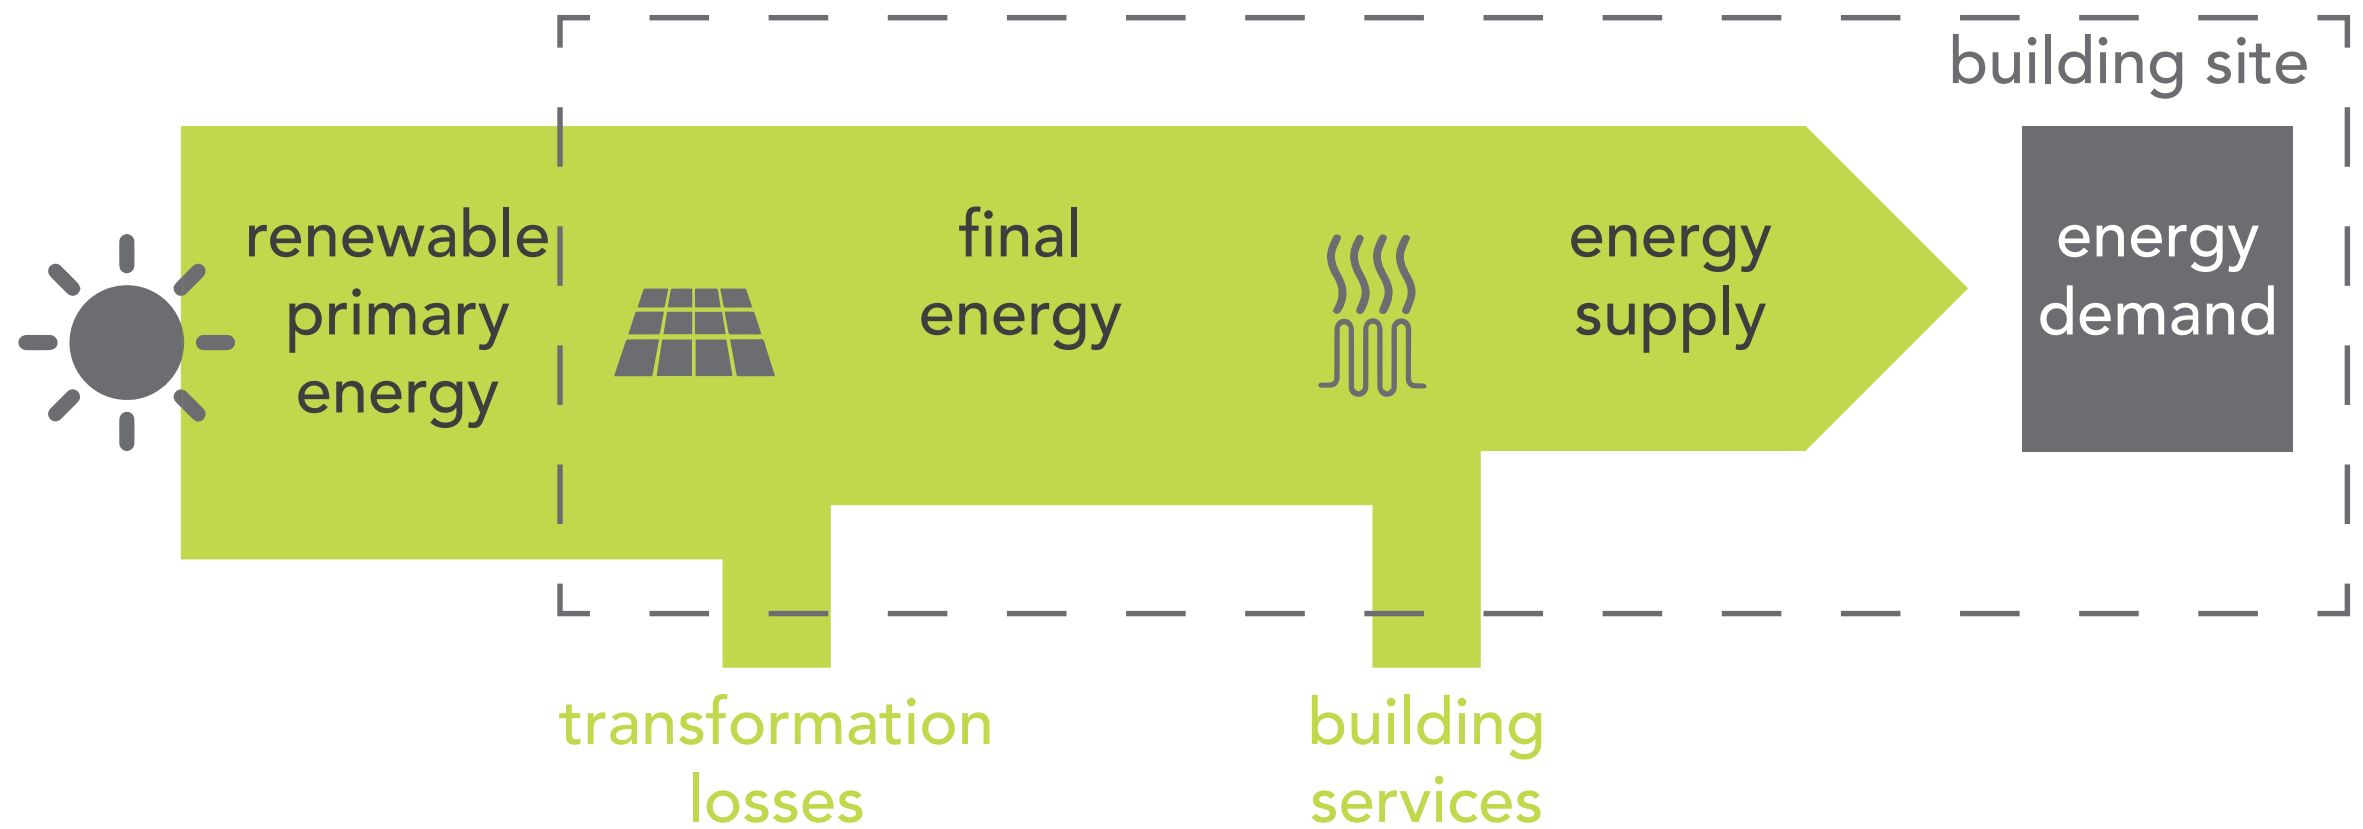 building site
renewable
primary
energy
final
energy
energy
supply
energy
demand
transformation
losses
building
services